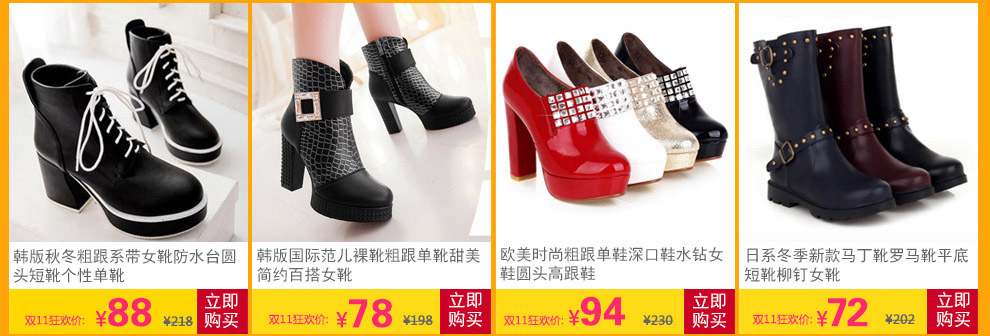 韩版秋冬粗跟系带女靴防水台圆
头短靴个性单靴
双11狂欢价: ¥88 ¥218 立即
购买
韩版国际范儿裸靴粗跟单靴甜美
简约百搭女靴
双11狂欢价: ¥78 ¥198 立即
购买
欧美时尚粗跟单鞋深口鞋水钻女
鞋圆头高跟鞋
双11狂欢价: ¥94 ¥230 立即
购买
日系冬季新款马丁靴罗马靴平底
短靴柳钉女靴
双11狂欢价: ¥72 ¥202 立即
购买